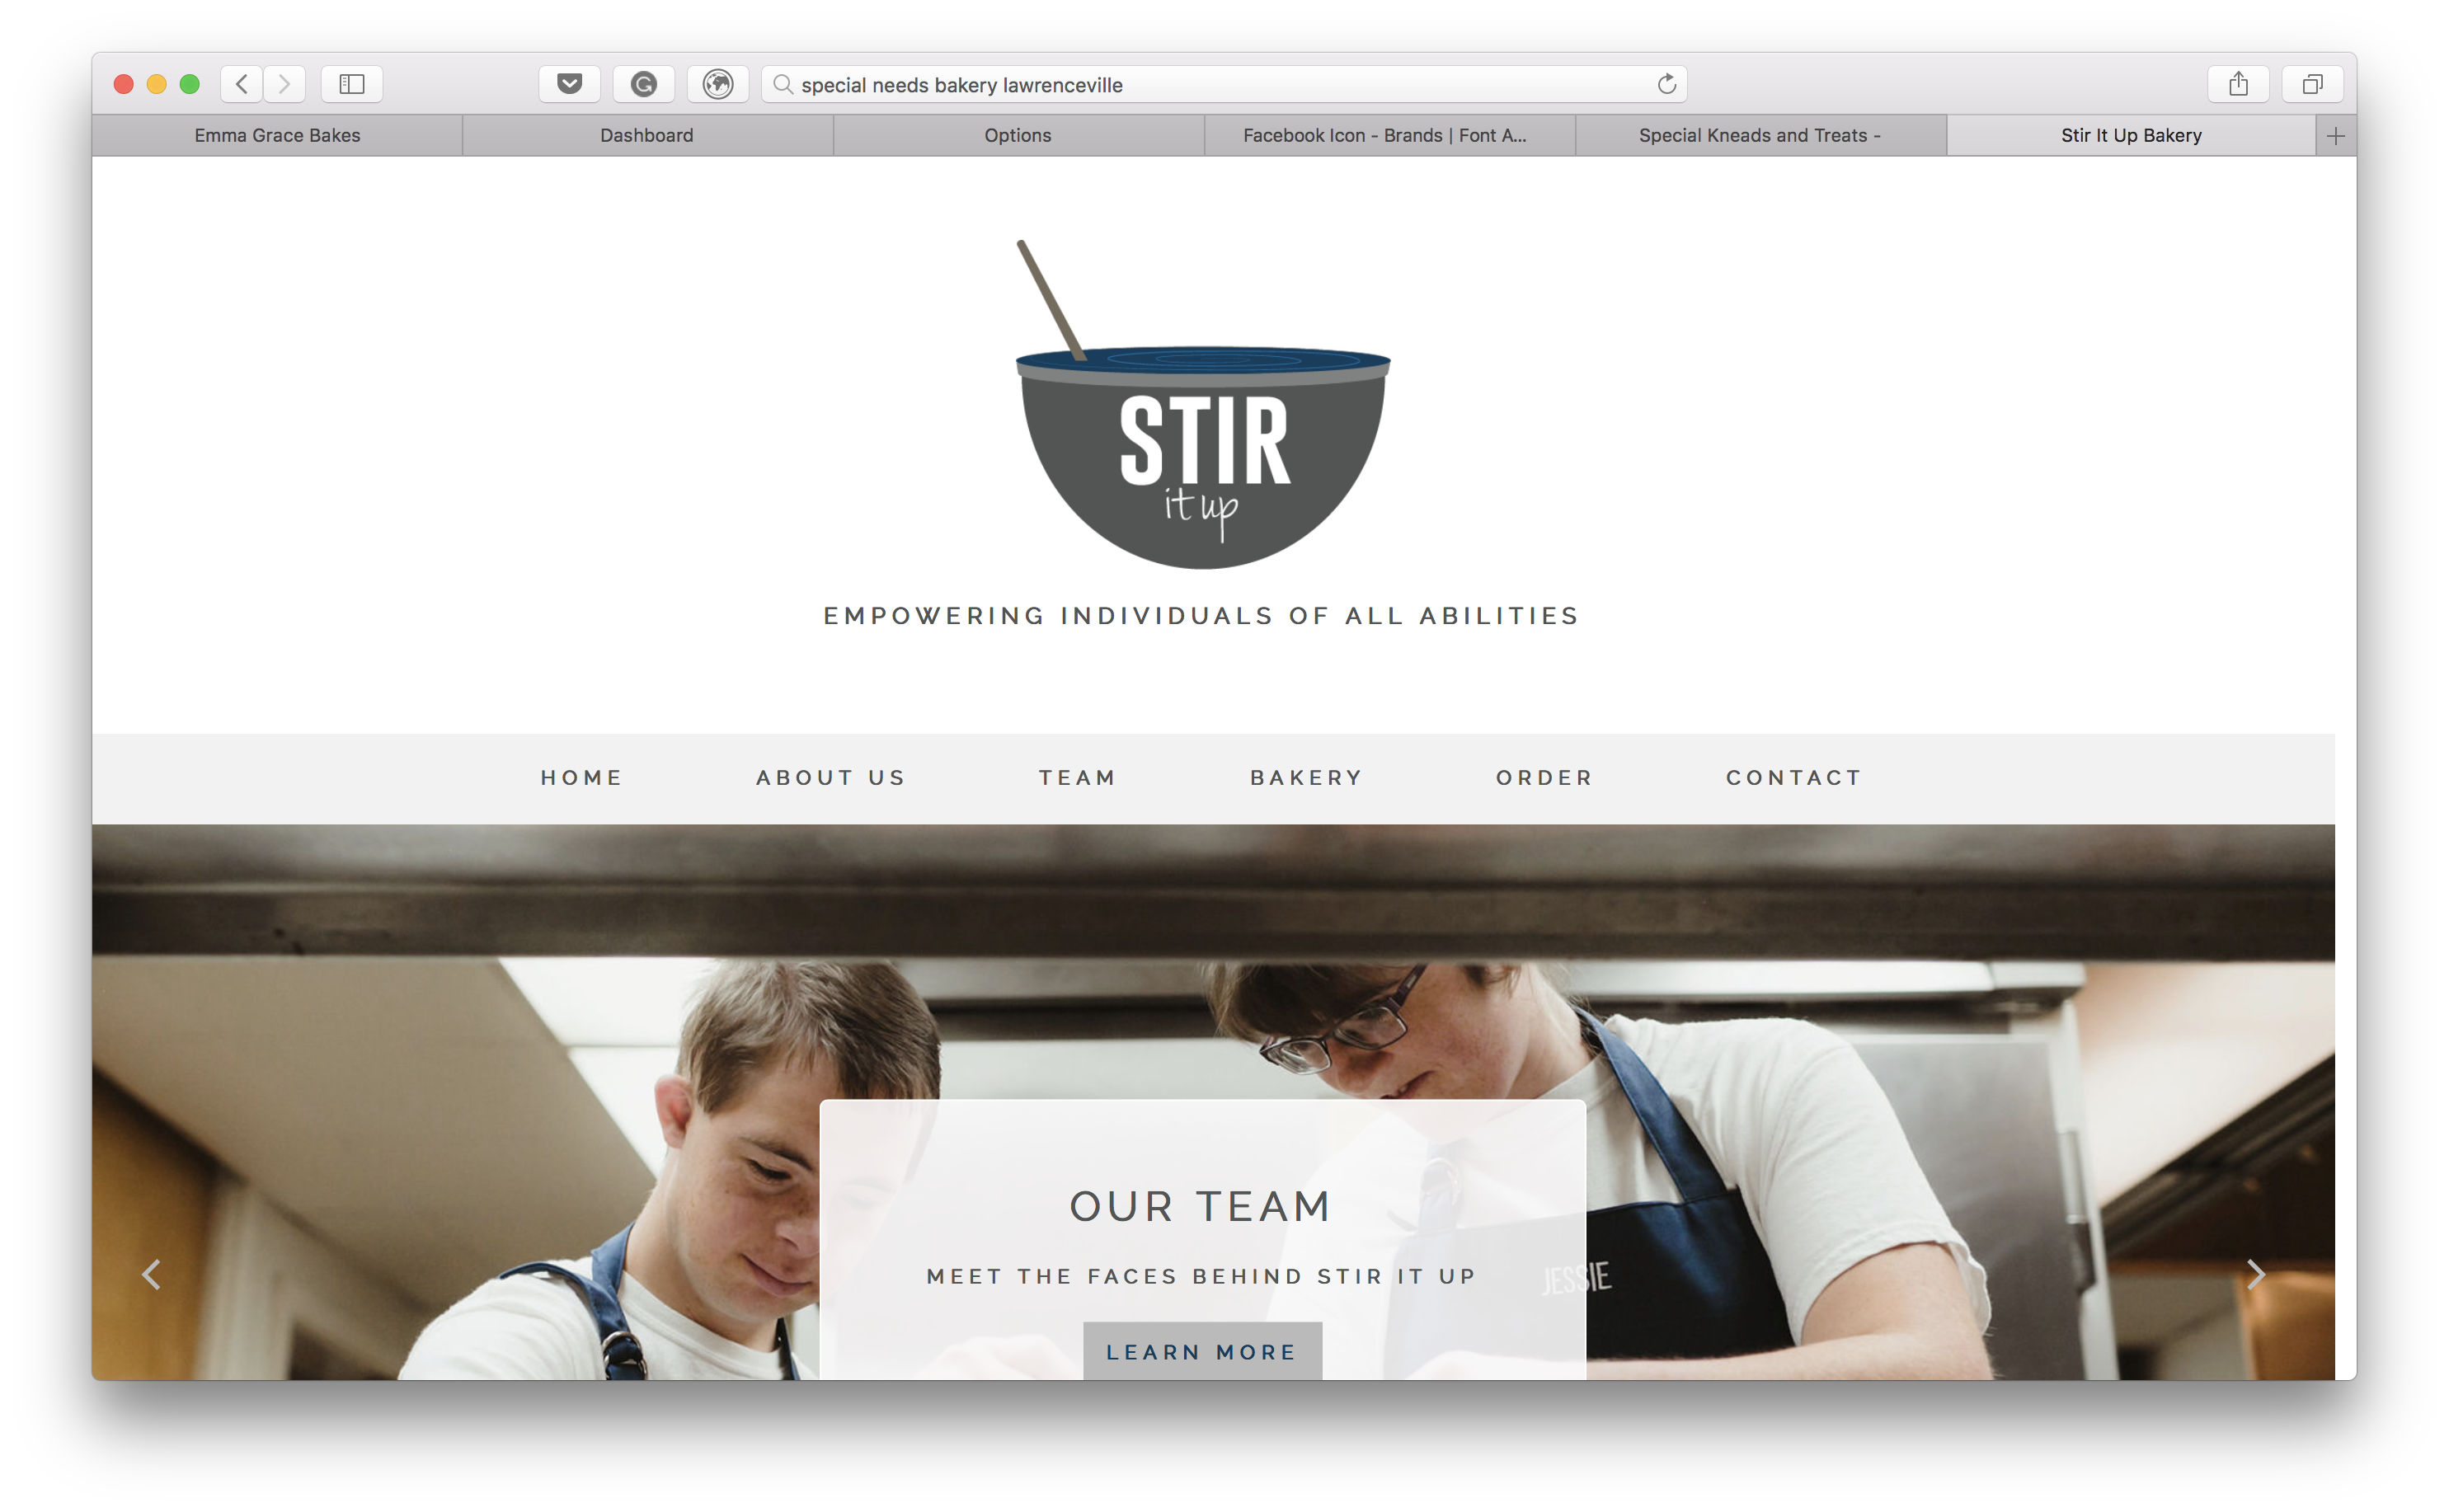 special needs bakery lawrenceville
Emma Grace Bakes
Dashboard
Options
Facebook Icon - Brands | Font A...
Special Kneads and Treats -
Stir It Up Bakery
STIR
it up
EMPOWERING INDIVIDUALS OF ALL ABILITIES
HOME
ABOUT US
TEAM
BAKERY
ORDER
CONTACT
OUR TEAM
MEET THE FACES BEHIND STIR IT UP
JESSIE
LEARN MORE